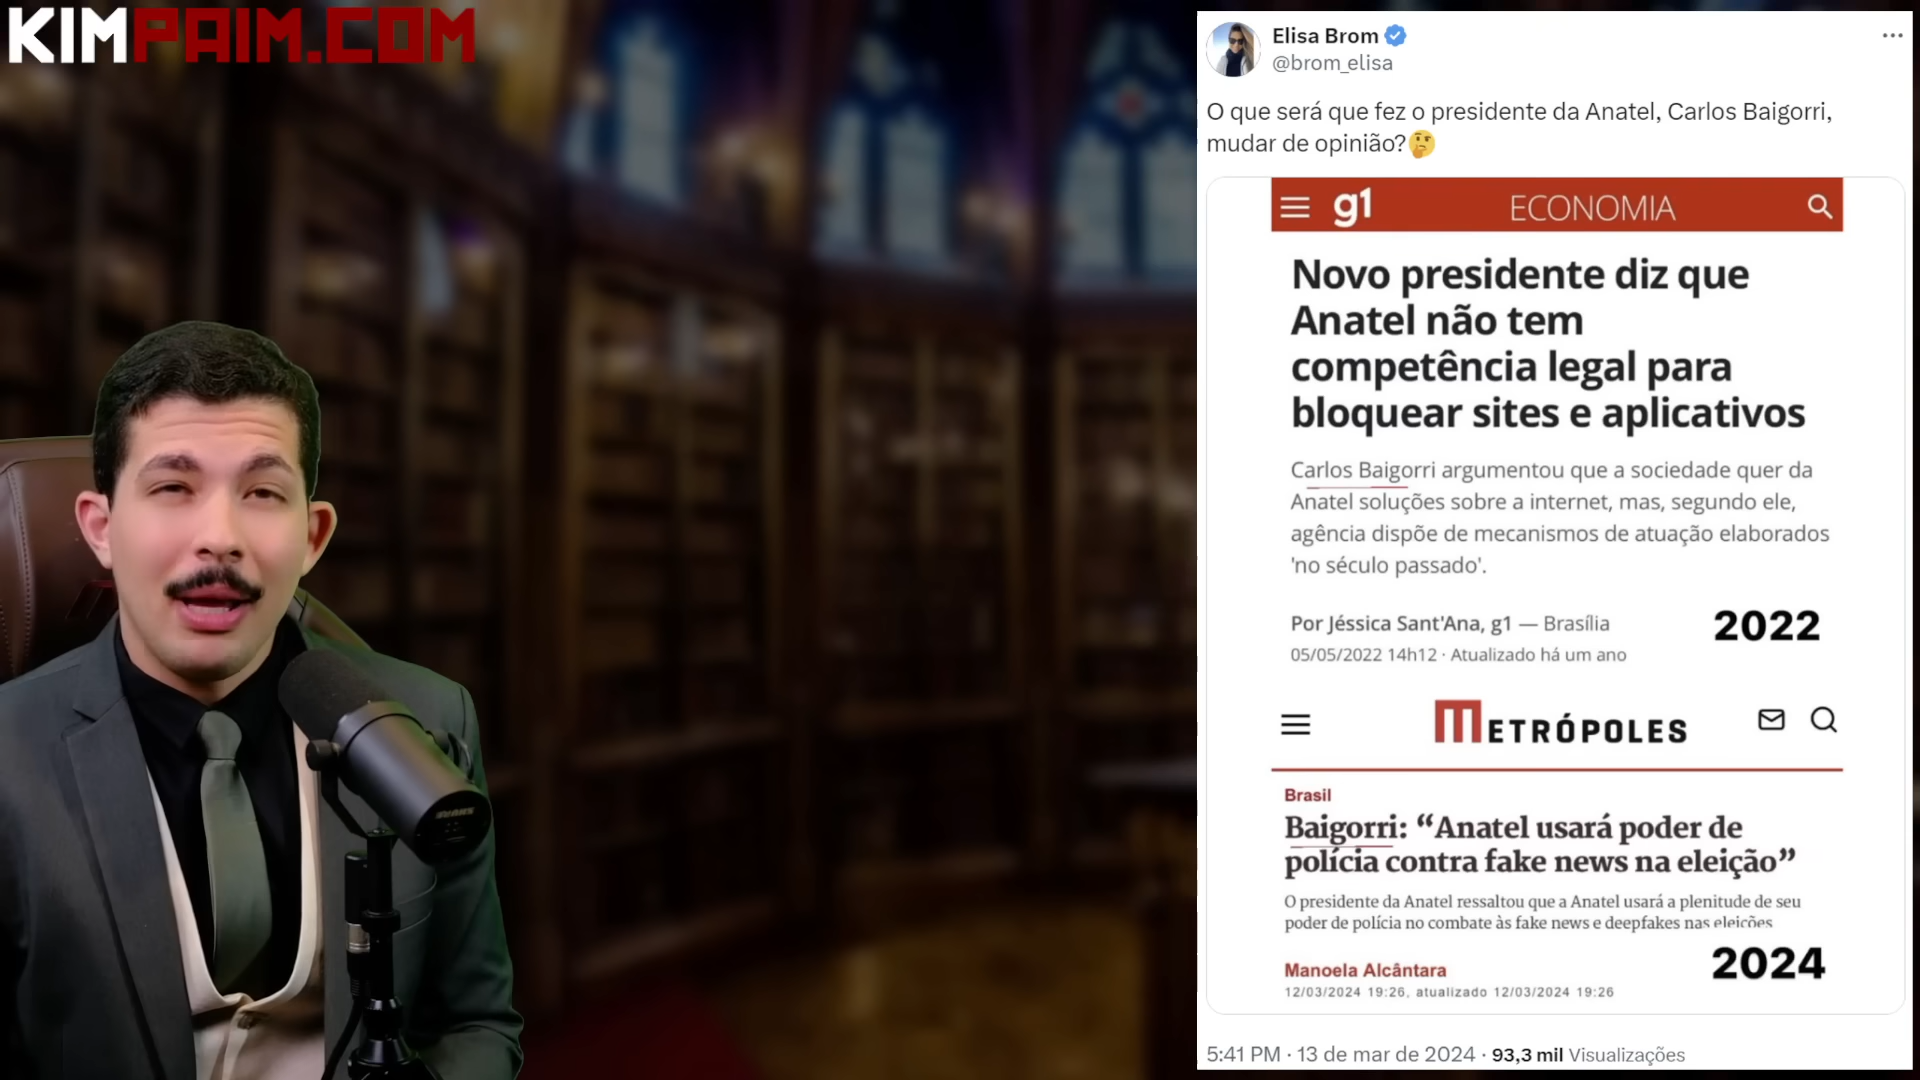 KIMPAIM.COM
Elisa Brom
@brom_elisa
O que será que fez o presidente da Anatel, Carlos Baigorri,
mudar de opinião?🤔
g1 ECONOMIA
Novo presidente diz que
Anatel não tem
competência legal para
bloquear sites e aplicativos
Carlos Baigorri argumentou que a sociedade quer da
Anatel soluções sobre a internet, mas, segundo ele,
agência dispõe de mecanismos de atuação elaborados
'no século passado'.
Por Jéssica Sant'Ana, g1 — Brasília
2022
05/05/2022 14h12 · Atualizado há um ano
METRÓPOLES
Brasil
Baigorri: “Anatel usará poder de
polícia contra fake news na eleição”
O presidente da Anatel ressaltou que a Anatel usará a plenitude de seu
poder de polícia no combate às fake news e deepfakes nas eleições
2024
Manoela Alcântara
12/03/2024 19:26, atualizado 12/03/2024 19:26
5:41 PM · 13 de mar de 2024 · 93,3 mil Visualizações